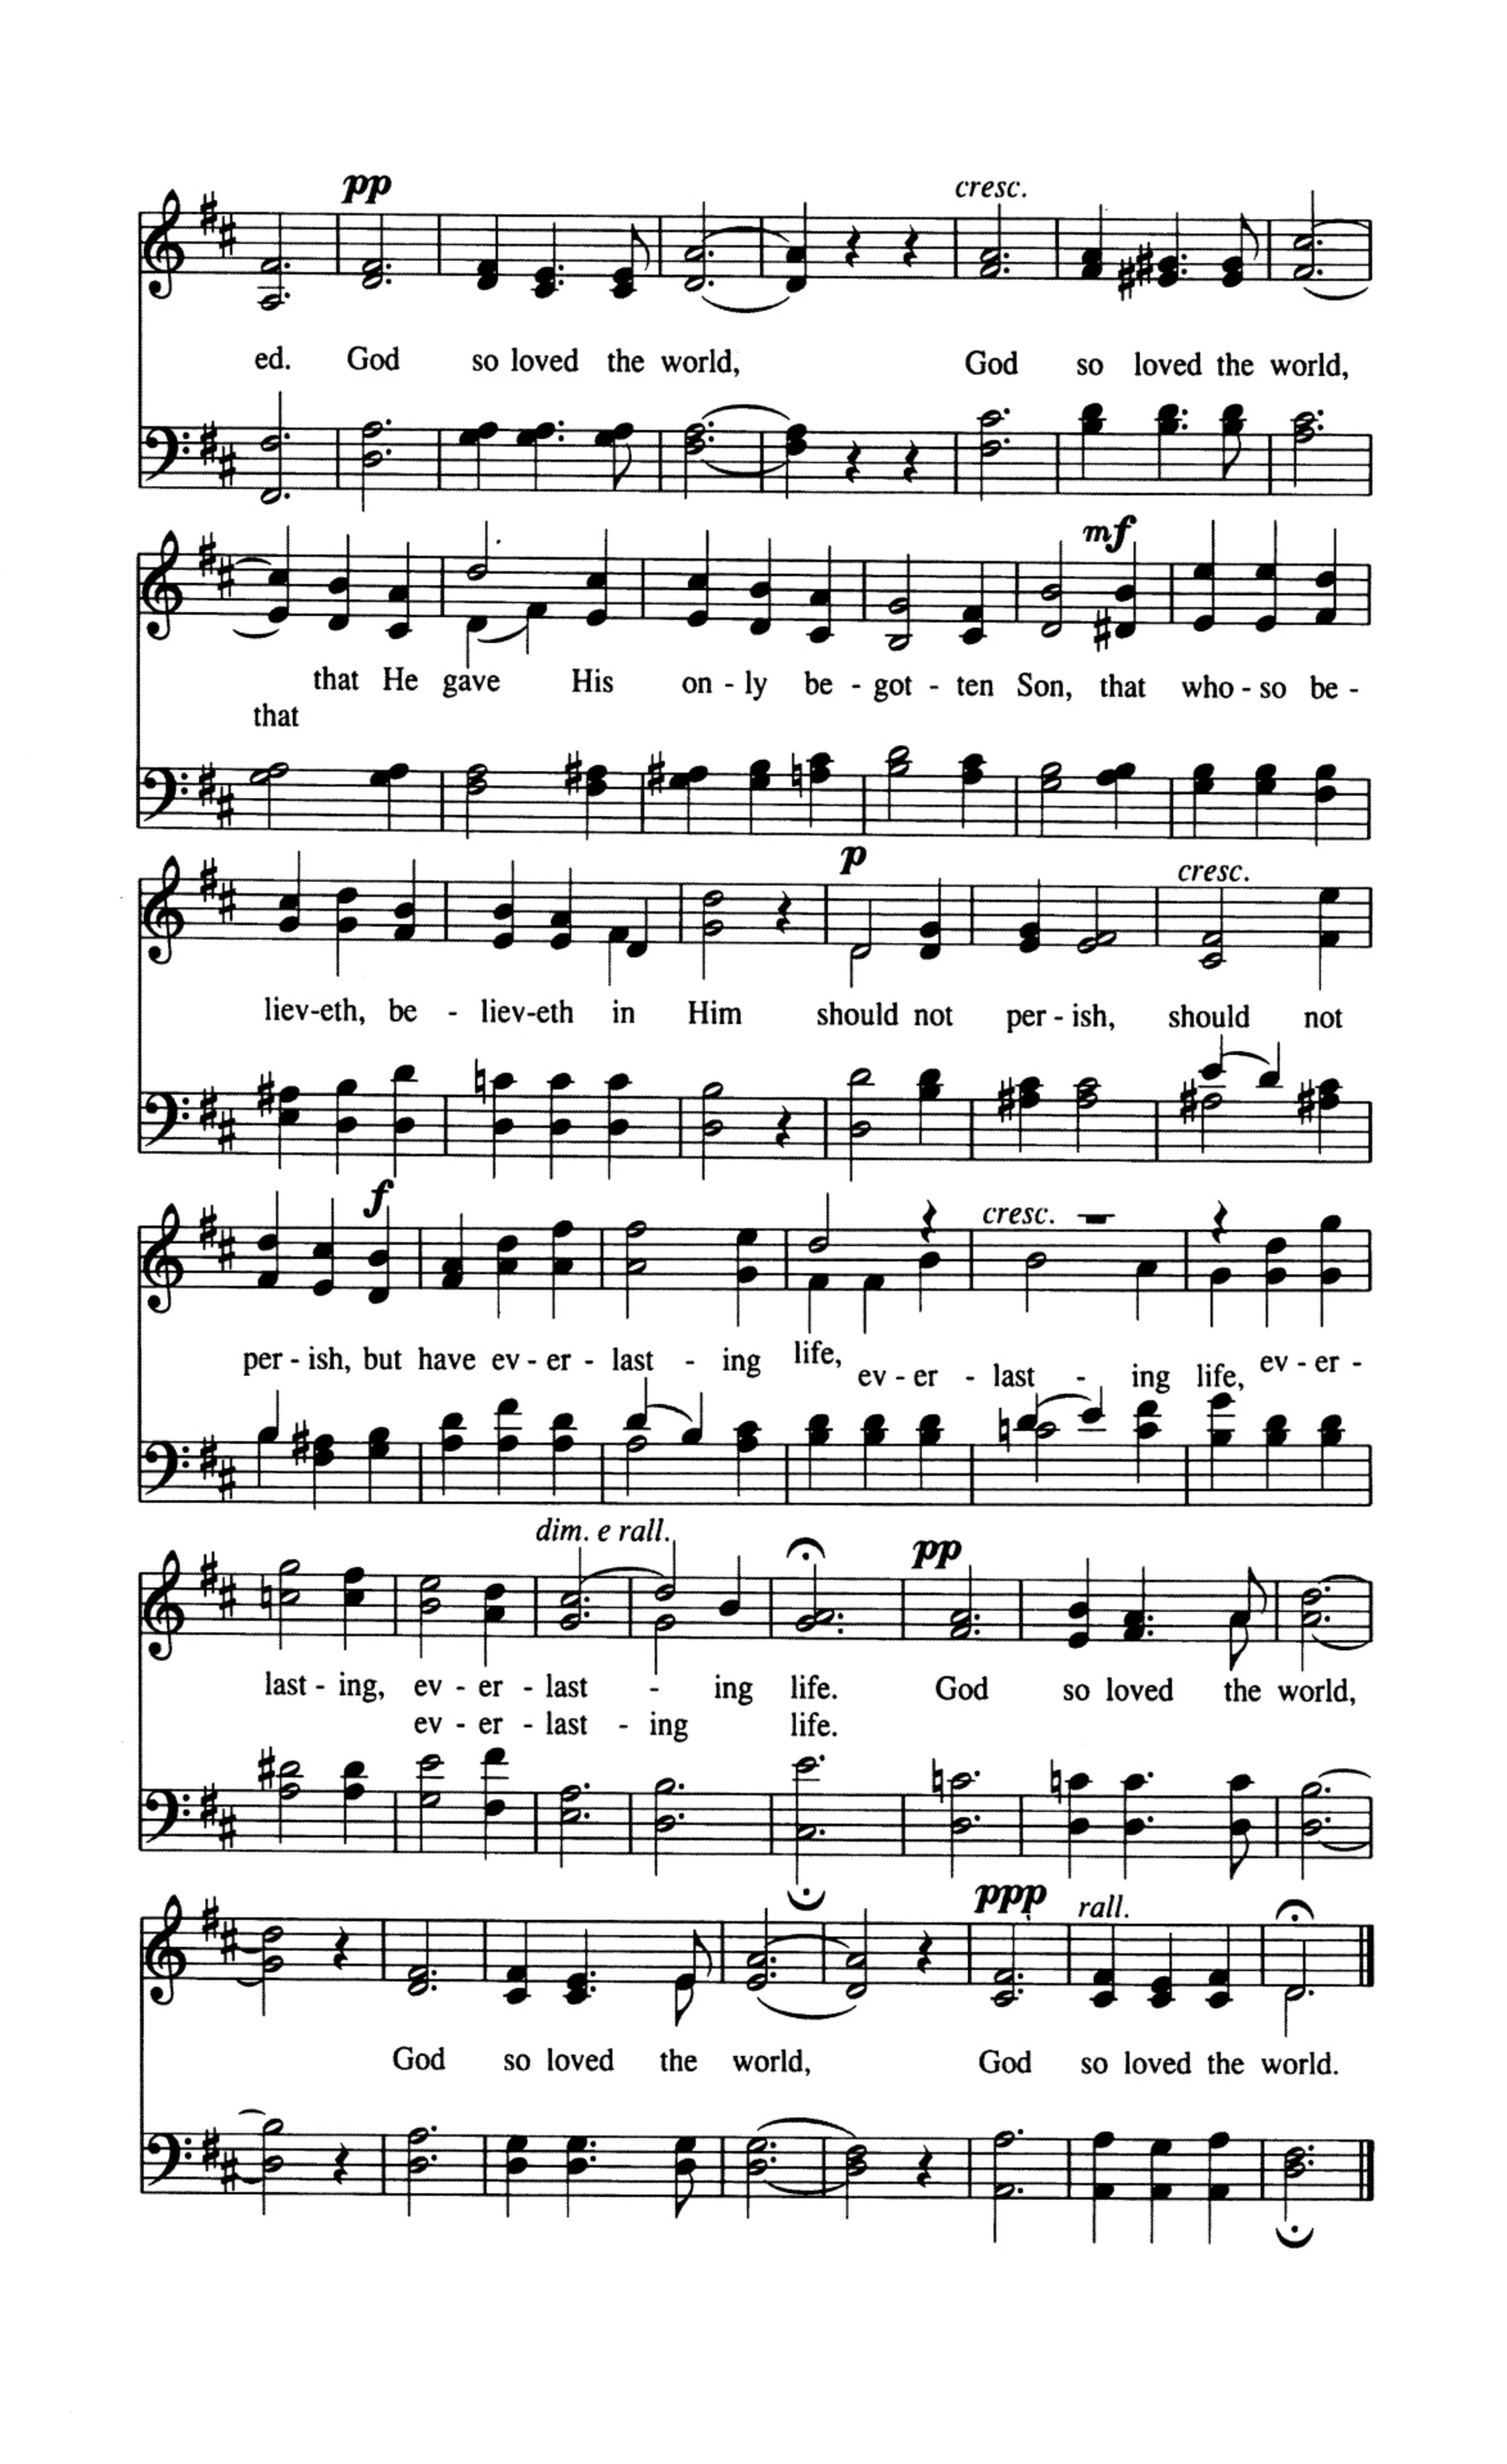 pp cresc.
ed. God so loved the world, God so loved the world,
mf
that He gave His on - ly be - got - ten Son, that who - so be -
that
p cresc.
liev-eth, be - liev-eth in Him should not per - ish, should not
f cresc.
per - ish, but have ev - er - last - ing life, ev - er - last - ing life, ev - er -
dim. e rall. pp
last - ing, ev - er - last - ing life. God so loved the world,
ev - er - last - ing life.
ppp rall.
God so loved the world, God so loved the world.